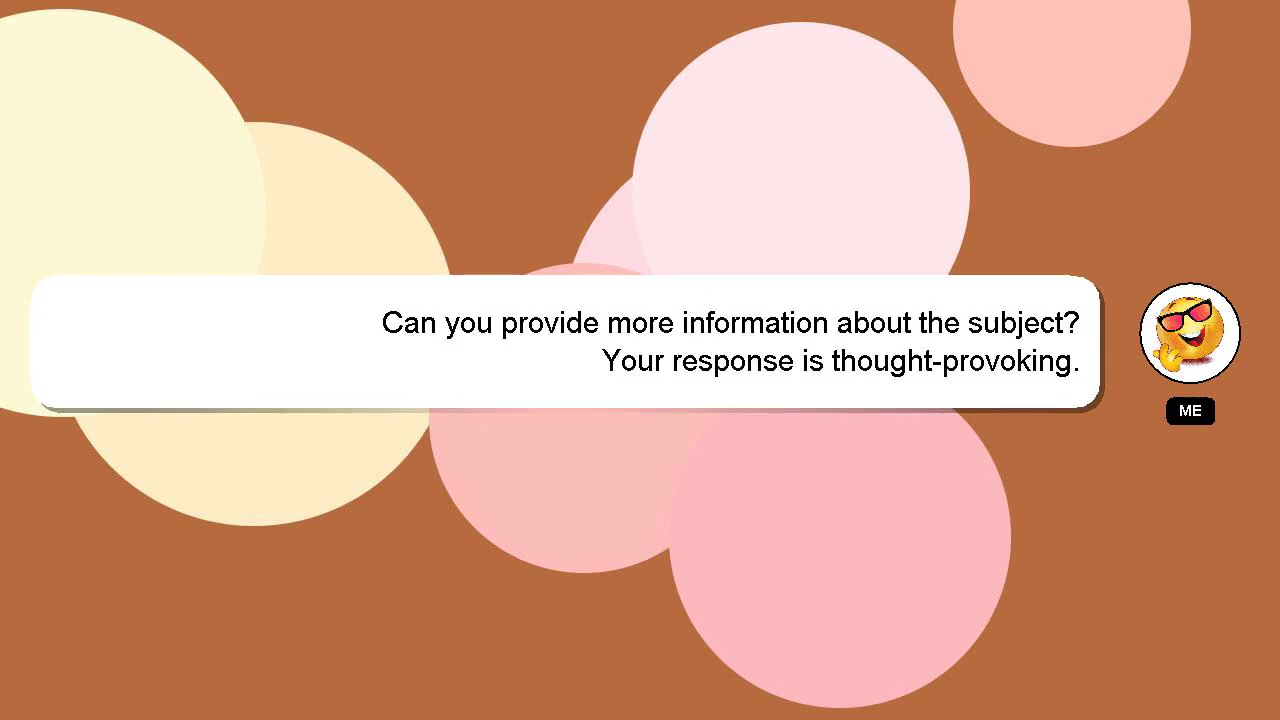 Can you provide more information about the subject?
Your response is thought-provoking.
ME